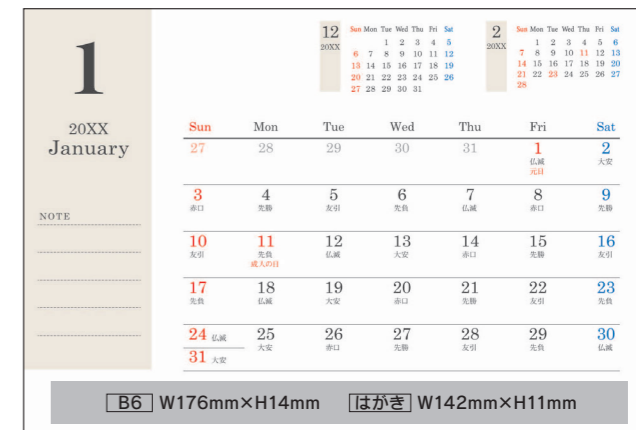 1
20XX
January
NOTE
12
20XX
Sun Mon Tue Wed Thu Fri Sat
1 2 3 4 5
6 7 8 9 10 11 12
13 14 15 16 17 18 19
20 21 22 23 24 25 26
27 28 29 30 31
2
20XX
Sun Mon Tue Wed Thu Fri Sat
1 2 3 4 5 6
7 8 9 10 11 12 13
14 15 16 17 18 19 20
21 22 23 24 25 26 27
28
Sun Mon Tue Wed Thu Fri Sat
27 28 29 30 31 1 2
仏滅 大安
元日
3 4 5 6 7 8 9
赤口 先勝 友引 先負 仏滅 赤口 先勝
10 11 12 13 14 15 16
友引 先負 仏滅 大安 赤口 先勝 友引
成人の日
17 18 19 20 21 22 23
先負 仏滅 大安 赤口 先勝 友引 先負
24 仏滅 25 26 27 28 29 30
大安 赤口 先勝 友引 先負 仏滅
31 大安
B6 W176mm×H14mm はがき W142mm×H11mm